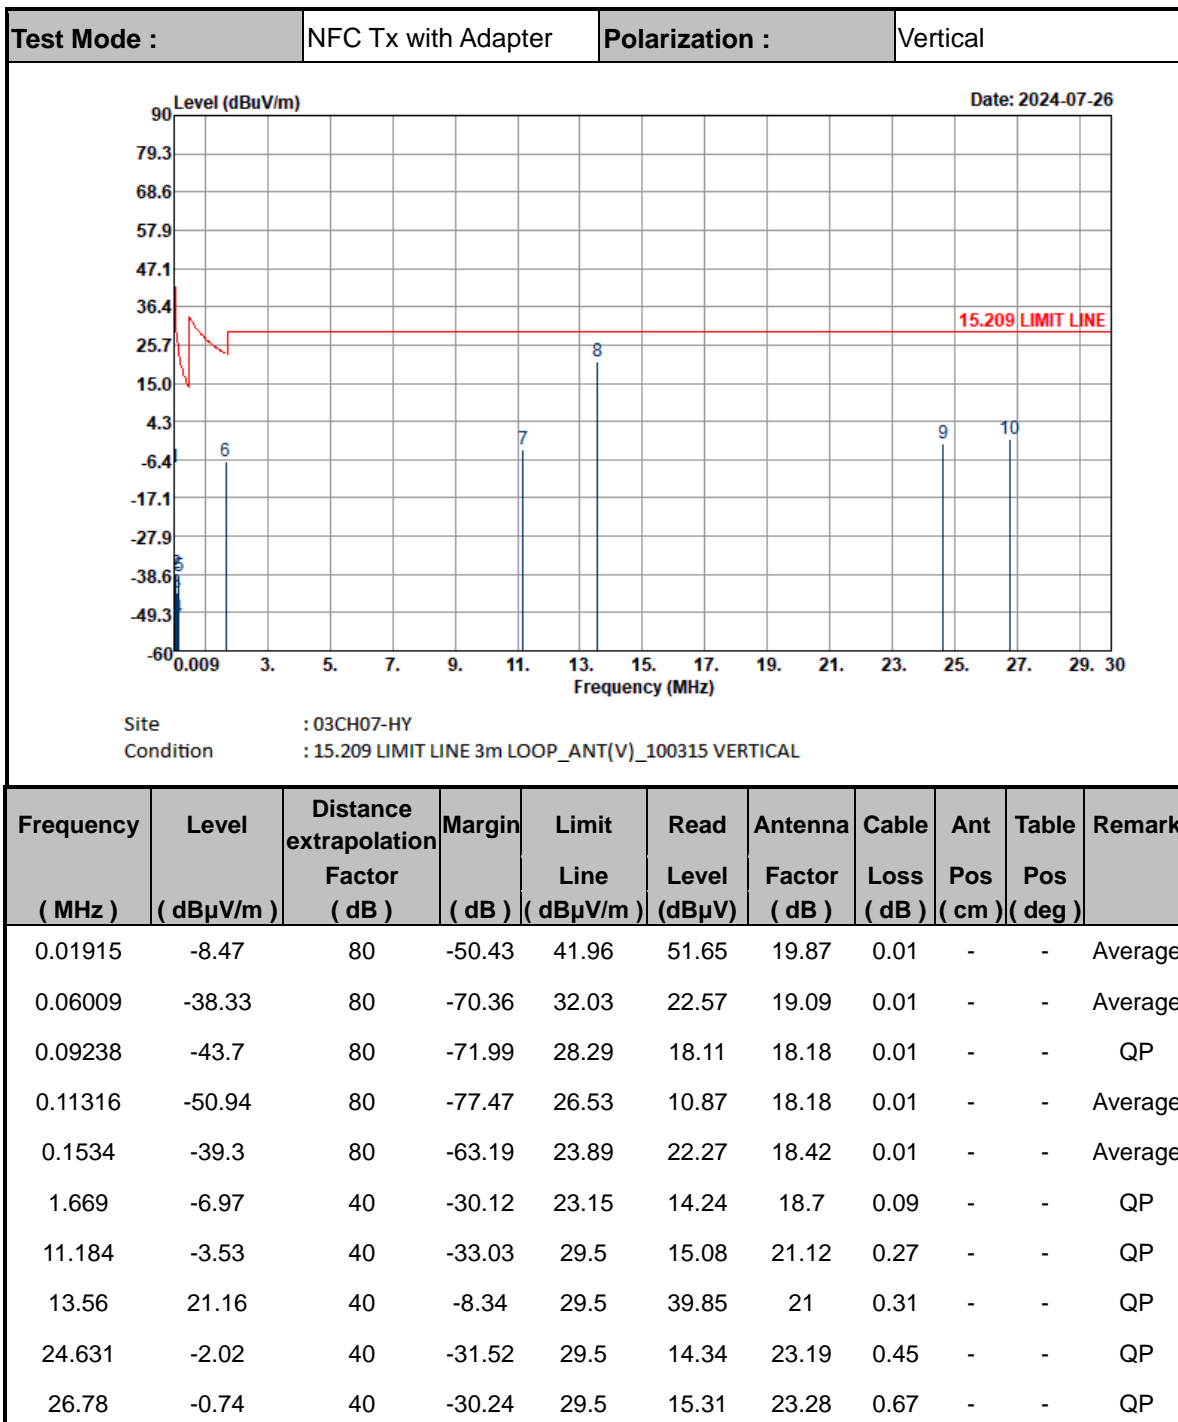 Test Mode : NFC Tx with Adapter Polarization : Vertical
Level (dBuV/m) Date: 2024-07-26
90
79.3
68.6
57.9
47.1
36.4
15.209 LIMIT LINE
25.7
8
15.0
4.3
7 9 10
6
-6.4
-17.1
-27.9
-38.6
-49.3
-60
0.009 3. 5. 7. 9. 11. 13. 15. 17. 19. 21. 23. 25. 27. 29. 30
Frequency (MHz)
Site : 03CH07-HY
Condition : 15.209 LIMIT LINE 3m LOOP_ANT(V)_100315 VERTICAL
Frequency Level Distance extrapolation Margin Limit Read Antenna Cable Ant Table Remark
Factor Line Level Factor Loss Pos Pos
( MHz ) ( dBµV/m ) ( dB ) ( dB ) ( dBµV/m ) (dBµV) ( dB ) ( dB ) ( cm ) ( deg )
0.01915 -8.47 80 -50.43 41.96 51.65 19.87 0.01 - - Average
0.06009 -38.33 80 -70.36 32.03 22.57 19.09 0.01 - - Average
0.09238 -43.7 80 -71.99 28.29 18.11 18.18 0.01 - - QP
0.11316 -50.94 80 -77.47 26.53 10.87 18.18 0.01 - - Average
0.1534 -39.3 80 -63.19 23.89 22.27 18.42 0.01 - - Average
1.669 -6.97 40 -30.12 23.15 14.24 18.7 0.09 - - QP
11.184 -3.53 40 -33.03 29.5 15.08 21.12 0.27 - - QP
13.56 21.16 40 -8.34 29.5 39.85 21 0.31 - - QP
24.631 -2.02 40 -31.52 29.5 14.34 23.19 0.45 - - QP
26.78 -0.74 40 -30.24 29.5 15.31 23.28 0.67 - - QP